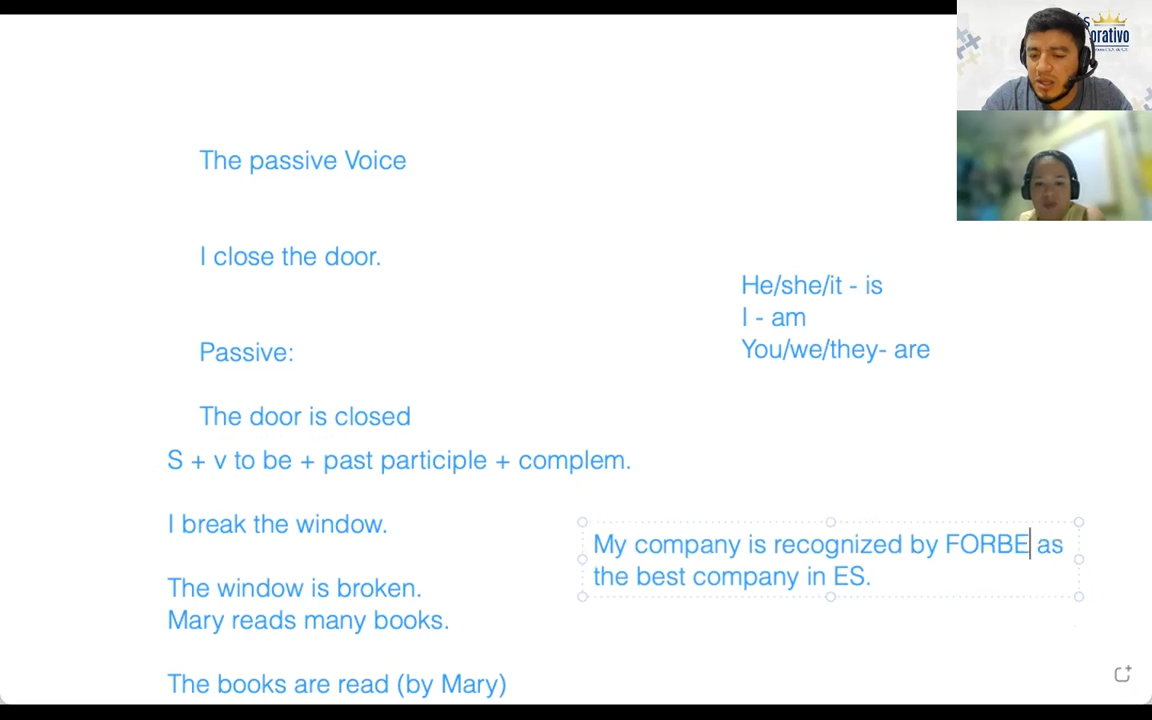 The passive Voice
I close the door.
Passive:
The door is closed
S + v to be + past participle + complem.
I break the window.
The window is broken.
Mary reads many books.
The books are read (by Mary)
He/she/it - is
I - am
You/we/they- are
My company is recognized by FORBE as
the best company in ES.
orativo